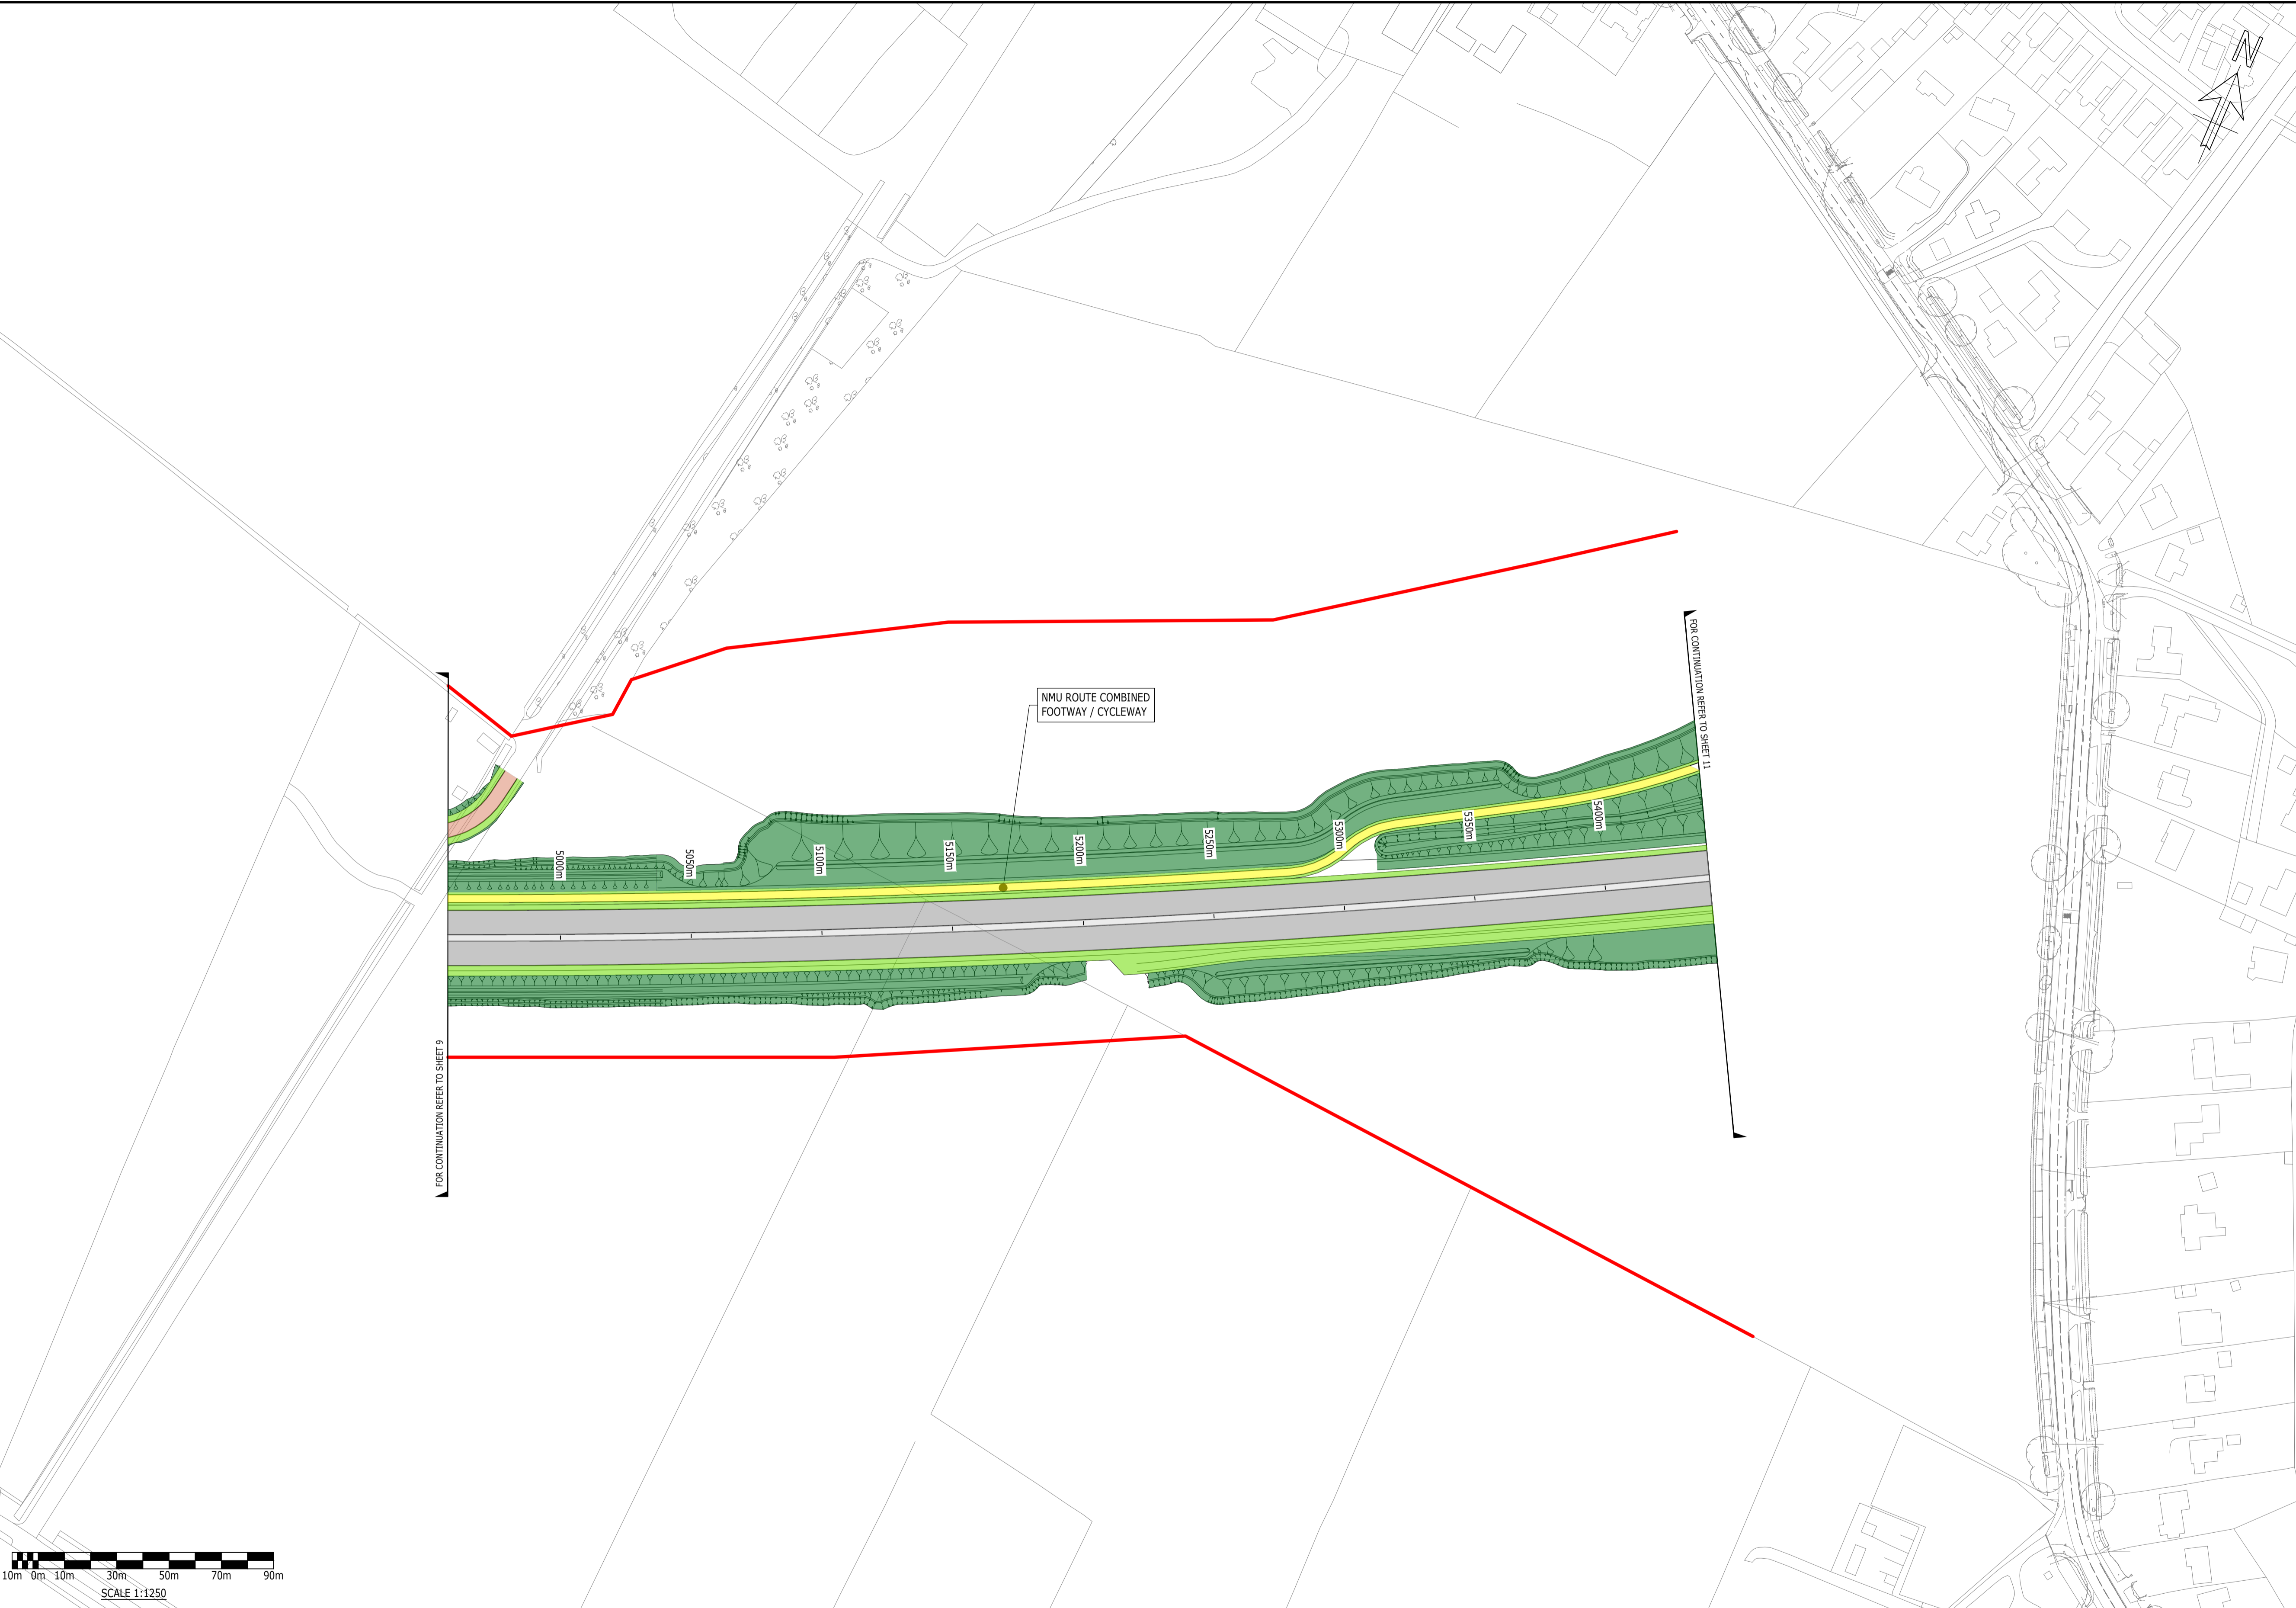 N
FOR CONTINUATION REFER TO SHEET 11
NMU ROUTE COMBINED
FOOTWAY / CYCLEWAY
5000m
5050m
5100m
5150m
5200m
5250m
5300m
5350m
5400m
FOR CONTINUATION REFER TO SHEET 9
10m 0m 10m 30m 50m 70m 90m
SCALE 1:1250